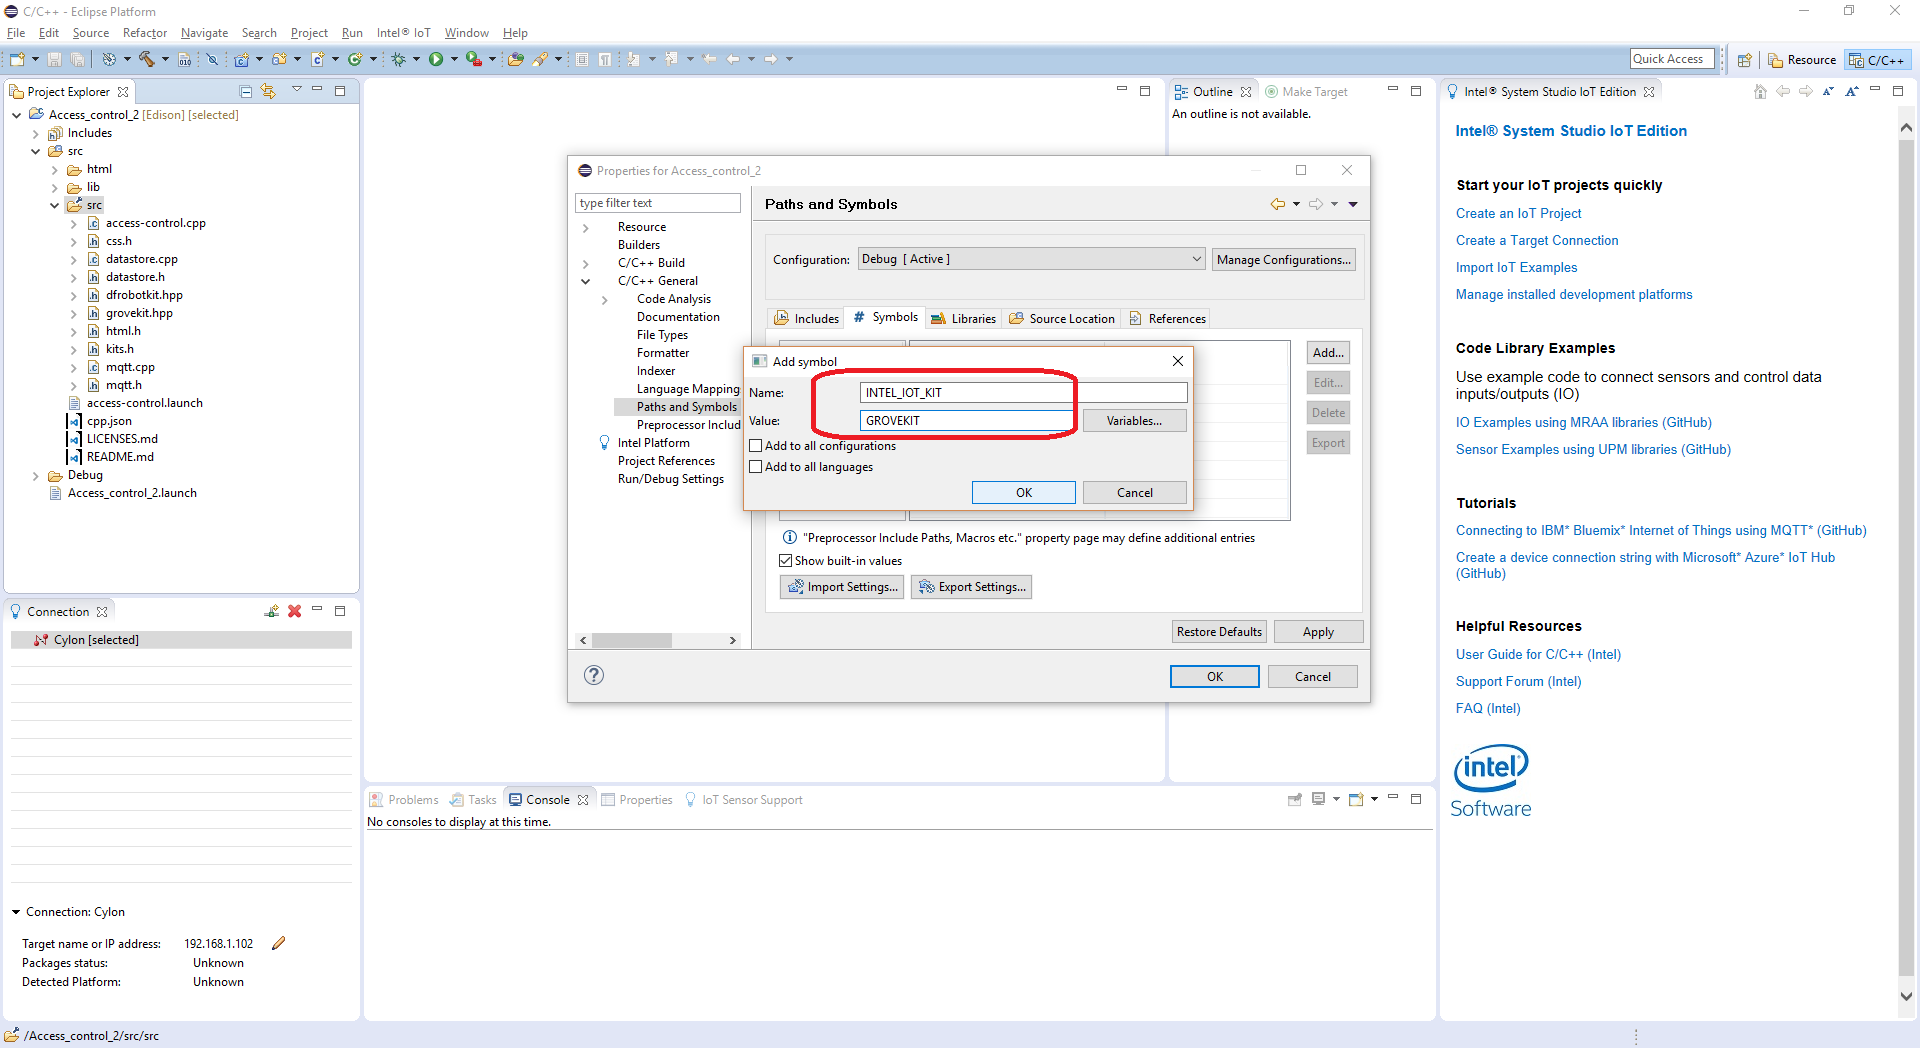 C/C++ - Eclipse Platform
File Edit Source Refactor Navigate Search Project Run Intel® IoT Window Help
Quick Access
Resource
C/C++
Project Explorer
Access_control_2 [Edison] [selected]
Includes
src
html
lib
src
access-control.cpp
css.h
datastore.cpp
datastore.h
dfrobotkit.hpp
grovekit.hpp
html.h
kits.h
mqtt.cpp
mqtt.h
access-control.launch
cpp.json
LICENSES.md
README.md
Debug
Access_control_2.launch
Connection
Cylon [selected]
Connection: Cylon
Target name or IP address: 192.168.1.102
Packages status: Unknown
Detected Platform: Unknown
/Access_control_2/src/src
Properties for Access_control_2
type filter text
Resource
Builders
C/C++ Build
C/C++ General
Code Analysis
Documentation
File Types
Formatter
Indexer
Language Mapping
Paths and Symbols
Preprocessor Includ
Intel Platform
Project References
Run/Debug Settings
Paths and Symbols
Configuration: Debug [ Active ]
Manage Configurations...
Includes # Symbols Libraries Source Location References
Add...
Edit...
Delete
Export
Add symbol
Name: INTEL_IOT_KIT
Value: GROVEKIT
Variables...
Add to all configurations
Add to all languages
OK Cancel
"Preprocessor Include Paths, Macros etc." property page may define additional entries
Show built-in values
Import Settings... Export Settings...
Restore Defaults Apply
OK Cancel
Problems Tasks Console Properties IoT Sensor Support
No consoles to display at this time.
Outline Make Target
An outline is not available.
Intel® System Studio IoT Edition
Intel® System Studio IoT Edition
Start your IoT projects quickly
Create an IoT Project
Create a Target Connection
Import IoT Examples
Manage installed development platforms
Code Library Examples
Use example code to connect sensors and control data
inputs/outputs (IO)
IO Examples using MRAA libraries (GitHub)
Sensor Examples using UPM libraries (GitHub)
Tutorials
Connecting to IBM* Bluemix* Internet of Things using MQTT* (GitHub)
Create a device connection string with Microsoft* Azure* IoT Hub
(GitHub)
Helpful Resources
User Guide for C/C++ (Intel)
Support Forum (Intel)
FAQ (Intel)
intel
Software